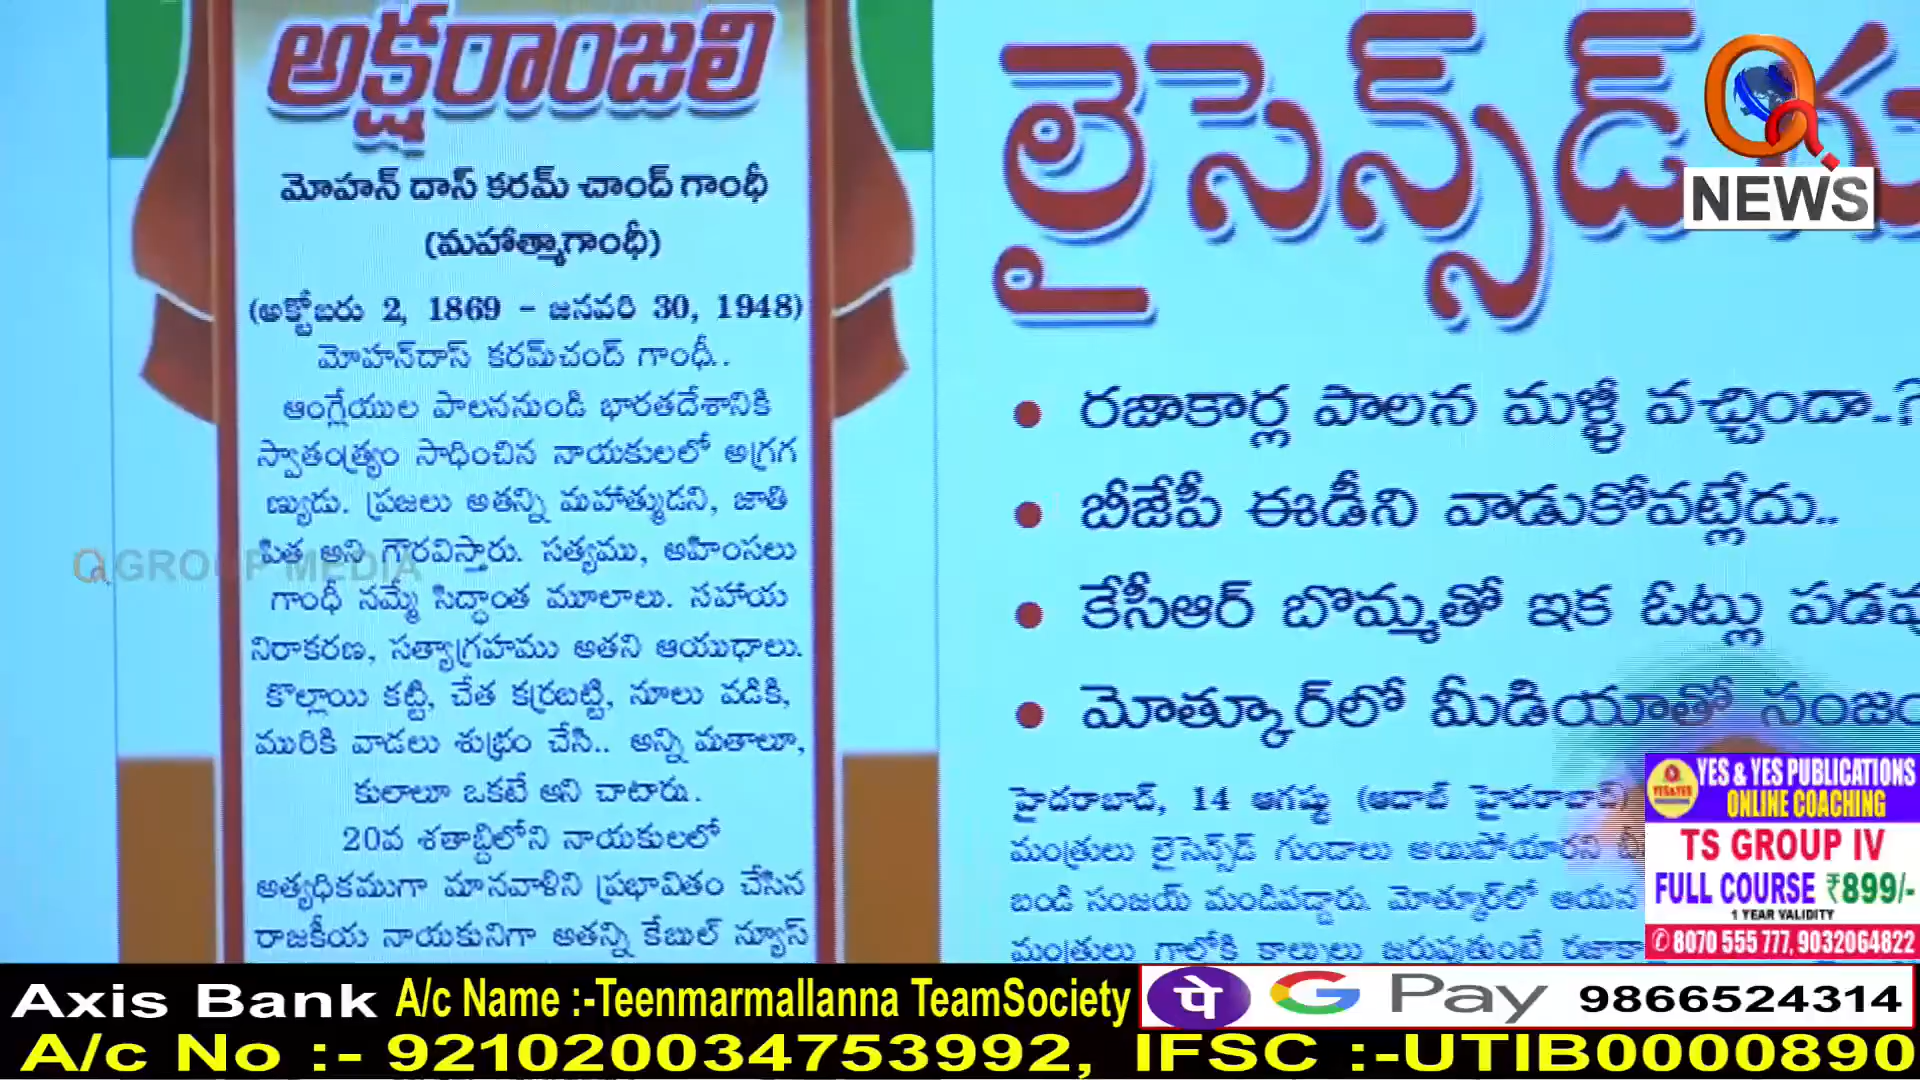 అక్షరాంజలి
మోహన్ దాస్ కరమ్ చాంద్ గాంధీ
(మహాత్మాగాంధీ)
(అక్టోబరు 2, 1869 - జనవరి 30, 1948)
మోహన్‌దాస్ కరమ్‌చంద్ గాంధీ..
ఆంగ్లేయుల పాలననుండి భారతదేశానికి
స్వాతంత్ర్యం సాధించిన నాయకులలో అగ్రగ
ణ్యుడు. ప్రజలు అతన్ని మహాత్ముడని, జాతి
పిత అని గౌరవిస్తారు. సత్యము, అహింసలు
గాంధీ నమ్మే సిద్ధాంత మూలాలు. సహాయ
నిరాకరణ, సత్యాగ్రహము అతని ఆయుధాలు.
కొల్లాయి కట్టి, చేత కర్రబట్టి, నూలు వడికి,
మురికి వాడలు శుభ్రం చేసి.. అన్ని మతాలూ,
కులాలూ ఒకటే అని చాటారు.
20వ శతాబ్దిలోని నాయకులలో
అత్యధికముగా మానవాళిని ప్రభావితం చేసిన
రాజకీయ నాయకునిగా అతన్ని కేబుల్ న్యూస్
లైసెన్స్‌డ్
రజాకార్ల పాలన మళ్లీ వచ్చిందా..?
బీజేపీ ఈడీని వాడుకోవట్లేదు..
కేసీఆర్ బొమ్మతో ఇక ఓట్లు
మోత్కూర్‌లో మీడియాతో
హైదరాబాద్, 14 ఆగష్టు (ఆదాబ్ హైదరాబాద్)
మంత్రులు లైసెన్స్‌డ్ గుండాలు అయిపోయారని
బండి సంజయ్ మండిపడ్డారు. మోత్కూర్‌లో ఆయన
మంత్రులు గాల్లోకి కాల్పులు జరుపుతుంటే
Q NEWS
Q GROUP MEDIA
YES & YES PUBLICATIONS
ONLINE COACHING
TS GROUP IV
FULL COURSE ₹899/-
1 YEAR VALIDITY
8070 555 777, 9032064822
Axis Bank A/c Name :-Teenmarmallanna TeamSociety
पे G Pay 9866524314
A/c No :- 921020034753992, IFSC :-UTIB0000890